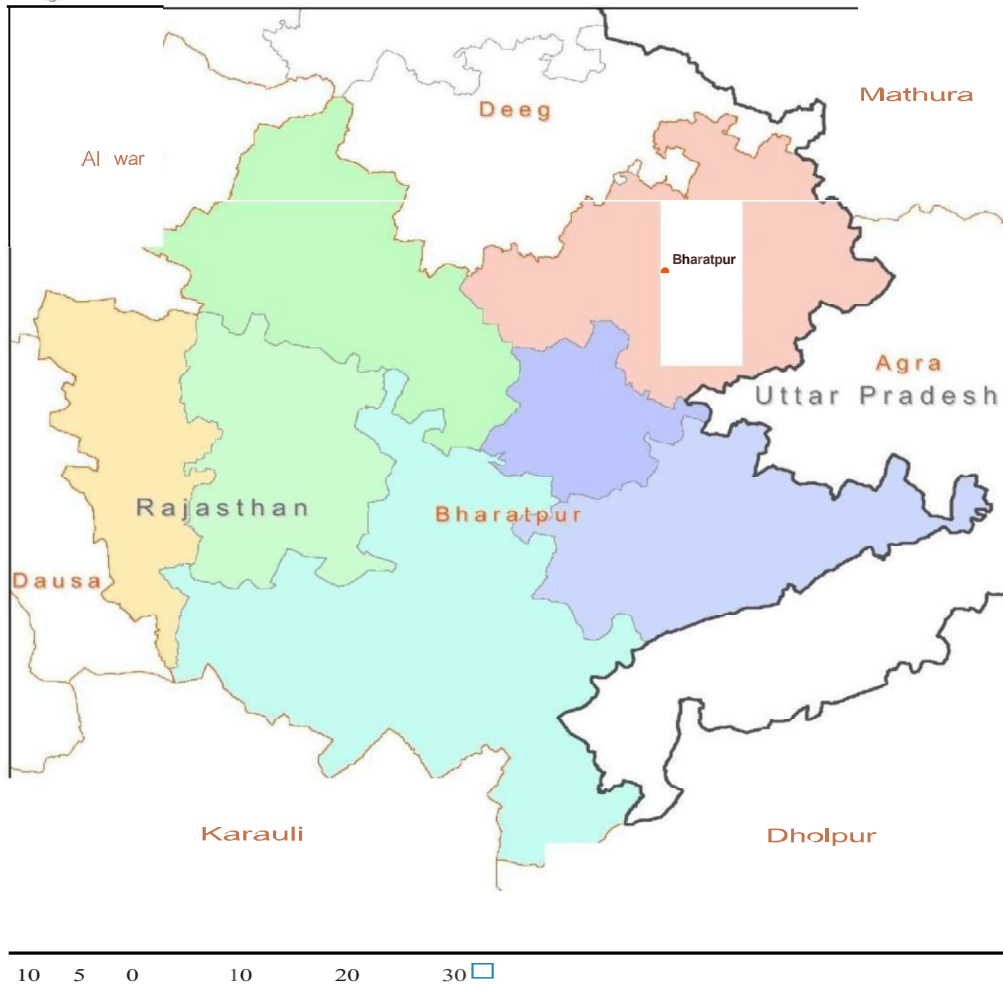 Mathura
Deeg
Al war
Bharatpur
Agra
Uttar Pradesh
Rajasthan
Bharatpur
Dausa
Karauli
Dholpur
10 5 0 10 20 30